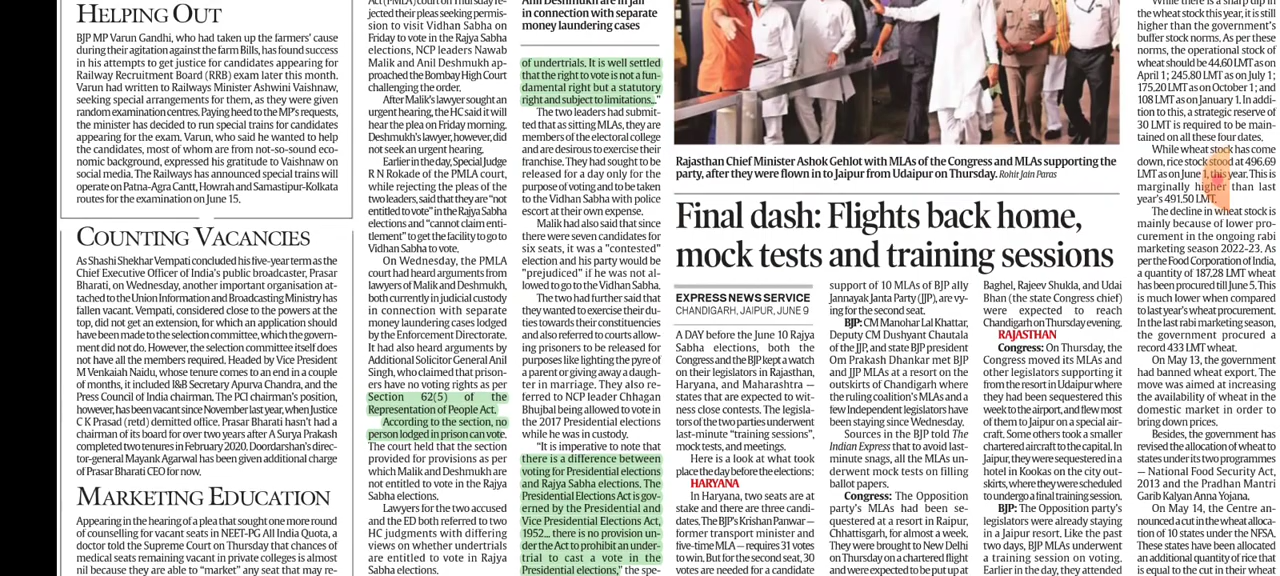 HELPING OUT
BJP MP Varun Gandhi, who had taken up the farmers' cause
during their agitation against the farm Bills, has found success
in his attempts to get justice for candidates appearing for
Railway Recruitment Board (RRB) exam later this month.
Varun had written to Railways Minister Ashwini Vaishnaw,
seeking special arrangements for them, as they were given
random examination centres. Paying heed to the MP's requests,
the minister has decided to run special trains for candidates
appearing for the exam. Varun, who said he wanted to help
the candidates, most of whom are from not-so-sound eco-
nomic background, expressed his gratitude to Vaishnaw on
social media. The Railways has announced special trains will
operate on Patna-Agra Cantt, Howrah and Samastipur-Kolkata
routes for the examination on June 15.
COUNTING VACANCIES
As Shashi Shekhar Vempati concluded his five-year term as the
Chief Executive Officer of India's public broadcaster, Prasar
Bharati, on Wednesday, another important organisation at-
tached to the Union Information and Broadcasting Ministry has
fallen vacant. Vempati, considered close to the powers at the
top, did not get an extension, for which an application should
have been made to the selection committee, which the govern-
ment did not do. However, the selection committee itself does
not have all the members required. Headed by Vice President
M Venkaiah Naidu, whose tenure comes to an end in a couple
of months, it included I&B Secretary Apurva Chandra, and the
Press Council of India chairman. The PCI chairman's position,
however, has been vacant since November last year, when Justice
C K Prasad (retd) demitted office. Prasar Bharati hasn't had a
chairman of its board for over two years after A Surya Prakash
completed two tenures in February 2020. Doordarshan's direc-
tor-general Mayank Agarwal has been given additional charge
of Prasar Bharati CEO for now.
MARKETING EDUCATION
Appearing in the hearing of a plea that sought one more round
of counselling for vacant seats in NEET-PG All India Quota, a
doctor told the Supreme Court on Thursday that chances of
medical seats remaining vacant in private colleges is almost
nil because they are able to "market" any seat that may re-
Act (PMLA) court on Thursday re-
jected their pleas seeking permis-
sion to visit Vidhan Sabha on
Friday to vote in the Rajya Sabha
elections, NCP leaders Nawab
Malik and Anil Deshmukh ap-
proached the Bombay High Court
challenging the order.
After Malik's lawyer sought an
urgent hearing, the HC said it will
hear the plea on Friday morning.
Deshmukh's lawyer, however, did
not seek an urgent hearing.
Earlier in the day, Special Judge
R N Rokade of the PMLA court,
while rejecting the pleas of the
two leaders, said that they are "not
entitled to vote" in the Rajya Sabha
elections and "cannot claim enti-
tlement" to get the facility to go to
Vidhan Sabha to vote.
On Wednesday, the PMLA
court had heard arguments from
lawyers of Malik and Deshmukh,
both currently in judicial custody
in connection with separate
money laundering cases lodged
by the Enforcement Directorate.
It had also heard arguments by
Additional Solicitor General Anil
Singh, who claimed that prison-
ers have no voting rights as per
Section 62(5) of the
Representation of People Act.
According to the section, no
person lodged in prison can vote.
The court held that the section
provided for provisions as per
which Malik and Deshmukh are
not entitled to vote in the Rajya
Sabha elections.
Lawyers for the two accused
and the ED both referred to two
HC judgments with differing
views on whether undertrials
are entitled to vote in Rajya
Sabha elections.
Anil Deshmukh are in jail
in connection with separate
money laundering cases
of undertrials. It is well settled
that the right to vote is not a fun-
damental right but a statutory
right and subject to limitations..."
The two leaders had submit-
ted that as sitting MLAs, they are
members of the electoral college
and are desirous to exercise their
franchise. They had sought to be
released for a day only for the
purpose of voting and to be taken
to the Vidhan Sabha with police
escort at their own expense.
Malik had also said that since
there were seven candidates for
six seats, it was a "contested"
election and his party would be
"prejudiced" if he was not al-
lowed to go to the Vidhan Sabha.
The two had further said that
they wanted to exercise their du-
ties towards their constituencies
and also referred to courts allow-
ing prisoners to be released for
purposes like lighting the pyre of
a parent or giving away a daugh-
ter in marriage. They also re-
ferred to NCP leader Chhagan
Bhujbal being allowed to vote in
the 2017 Presidential elections
while he was in custody.
"It is imperative to note that
there is a difference between
voting for Presidential elections
and Rajya Sabha elections. The
Presidential Elections Act is gov-
erned by the Presidential and
Vice Presidential Elections Act,
1952... there is no provision un-
der the Act to prohibit an under-
trial to cast a vote in the
Presidential elections," the spe-
Rajasthan Chief Minister Ashok Gehlot with MLAs of the Congress and MLAs supporting the
party, after they were flown in to Jaipur from Udaipur on Thursday. Rohit Jain Paras
Final dash: Flights back home,
mock tests and training sessions
EXPRESS NEWS SERVICE
CHANDIGARH, JAIPUR, JUNE 9
A DAY before the June 10 Rajya
Sabha elections, both the
Congress and the BJP kept a watch
on their legislators in Rajasthan,
Haryana, and Maharashtra —
states that are expected to wit-
ness close contests. The legisla-
tors of the two parties underwent
last-minute "training sessions",
mock tests, and meetings.
Here is a look at what took
place the day before the elections:
HARYANA
In Haryana, two seats are at
stake and there are three candi-
dates. The BJP's Krishan Panwar —
former transport minister and
five-time MLA — requires 31 votes
to win. But for the second seat, 30
votes are needed for a candidate
support of 10 MLAs of BJP ally
Jannayak Janta Party (JJP), are vy-
ing for the second seat.
BJP: CM Manohar Lal Khattar,
Deputy CM Dushyant Chautala
of the JJP, and state BJP president
Om Prakash Dhankar met BJP
and JJP MLAs at a resort on the
outskirts of Chandigarh where
the ruling coalition's MLAs and a
few Independent legislators have
been staying since Wednesday.
Sources in the BJP told The
Indian Express that to avoid last-
minute snags, all the MLAs un-
derwent mock tests on filling
ballot papers.
Congress: The Opposition
party's MLAs had been se-
questered at a resort in Raipur,
Chhattisgarh, for almost a week.
They were brought to New Delhi
on Thursday on a chartered flight
and were expected to be put up at
Baghel, Rajeev Shukla, and Udai
Bhan (the state Congress chief)
were expected to reach
Chandigarh on Thursday evening.
RAJASTHAN
Congress: On Thursday, the
Congress moved its MLAs and
other legislators supporting it
from the resort in Udaipur where
they had been sequestered this
week to the airport, and flew most
of them to Jaipur on a special air-
craft. Some others took a smaller
chartered aircraft to the capital. In
Jaipur, they were sequestered in a
hotel in Kookas on the city out-
skirts, where they were scheduled
to undergo a final training session.
BJP: The Opposition party's
legislators were already staying
in a Jaipur resort. Like the past
two days, BJP MLAs underwent
a training session on voting.
Earlier in the day, they attended
While there is a sharp dip in
the wheat stock this year, it is still
higher than the government's
buffer stock norms. As per these
norms, the operational stock of
wheat should be 44.60 LMT as on
April 1; 245.80 LMT as on July 1;
175.20 LMT as on October 1; and
108 LMT as on January 1. In addi-
tion to this, a strategic reserve of
30 LMT is required to be main-
tained on all these four dates.
While wheat stock has come
down, rice stock stood at 496.69
LMT as on June 1, this year. This is
marginally higher than last
year's 491.50 LMT.
The decline in wheat stock is
mainly because of lower pro-
curement in the ongoing rabi
marketing season 2022-23. As
per the Food Corporation of India,
a quantity of 187.28 LMT wheat
has been procured till June 5. This
is much lower when compared
to last year's wheat procurement.
In the last rabi marketing season,
the government procured a
record 433 LMT wheat.
On May 13, the government
had banned wheat export. The
move was aimed at increasing
the availability of wheat in the
domestic market in order to
bring down prices.
Besides, the government has
revised the allocation of wheat to
states under its two programmes
— National Food Security Act,
2013 and the Pradhan Mantri
Garib Kalyan Anna Yojana.
On May 14, the Centre an-
nounced a cut in the wheat alloca-
tion of 10 states under the NFSA.
These states have been allocated
an additional quantity of rice that
is equal to the cut in their wheat